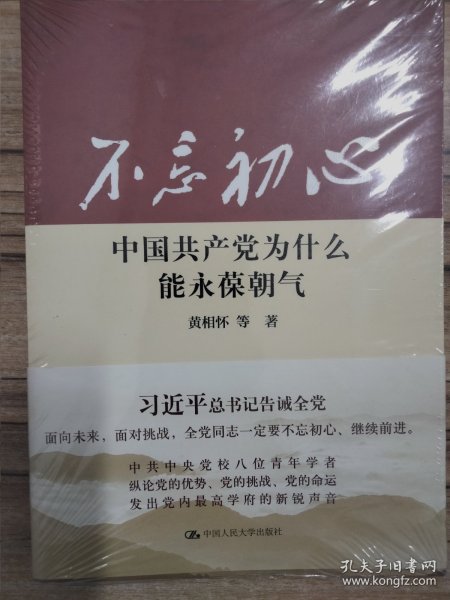 不忘初心
中国共产党为什么
能永葆朝气
黄相怀 等 著
习近平总书记告诫全党
面向未来，面对挑战，全党同志一定要不忘初心、继续前进。
中共中央党校八位青年学者
纵论党的优势、党的挑战、党的命运
发出党内最高学府的新锐声音
中国人民大学出版社
孔夫子旧书网
www.kongfz.com